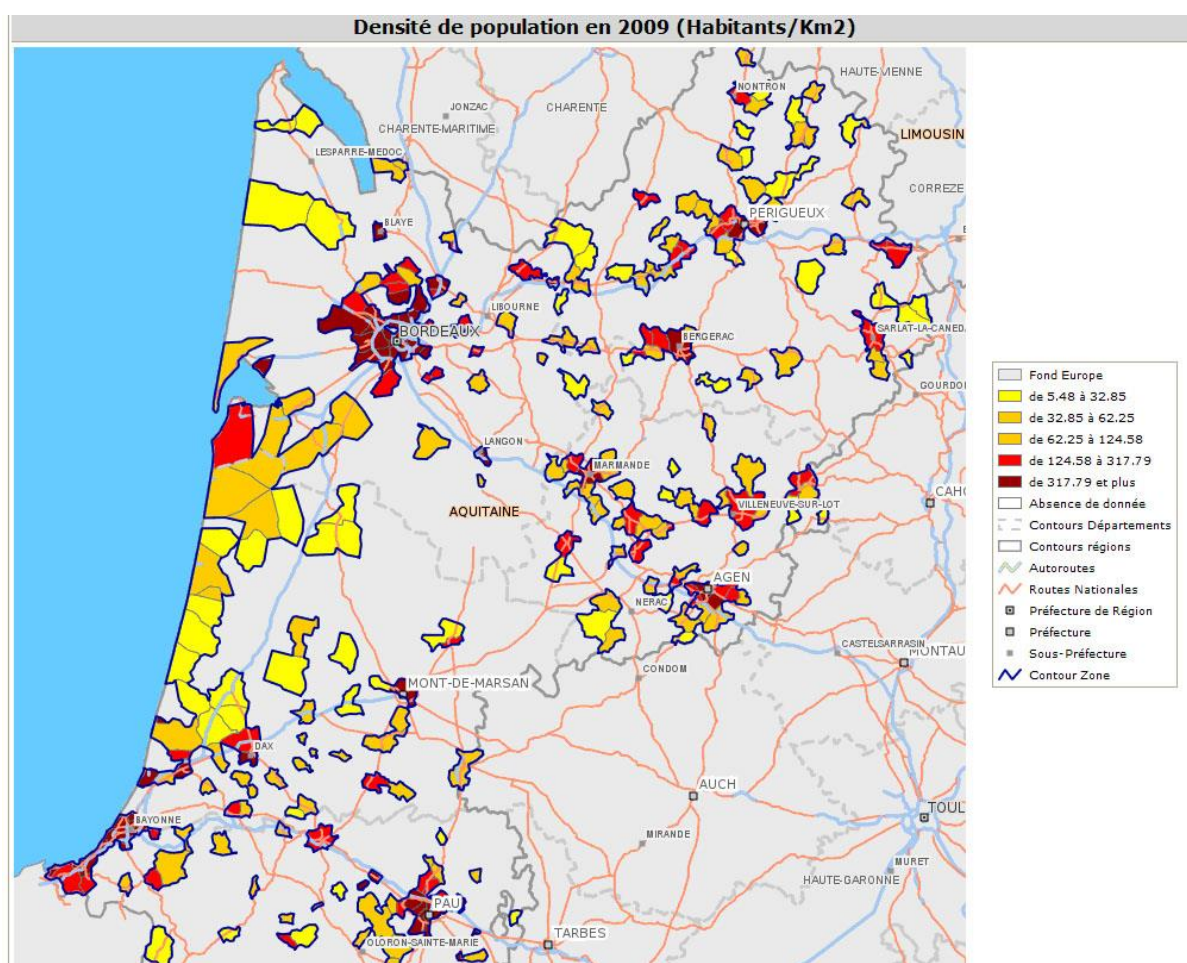 Densité de population en 2009 (Habitants/Km2)
HAUTE-VIENNE
NONTRON
JONZAC
CHARENTE
CHARENTE-MARITIME
LIMOUSIN
LESPARRE-MEDOC
CORREZE
PERIGUEUX
BLAYE
LIBOURNE
BORDEAUX
BERGERAC
SARLAT-LA-CANED
GOURDON
LANGON
MARMANDE
CAHO
VILLENEUVE-SUR-LOT
AQUITAINE
AGEN
NERAC
CASTELSARRASIN
MONTAU
CONDOM
MONT-DE-MARSAN
DAX
AUCH
TOUL
BAYONNE
MIRANDE
MURET
HAUTE-GARONNE
PAU
TARBES
OLORON-SAINTE-MARIE
Fond Europe
de 5.48 à 32.85
de 32.85 à 62.25
de 62.25 à 124.58
de 124.58 à 317.79
de 317.79 et plus
Absence de donnée
Contours Départements
Contours régions
Autoroutes
Routes Nationales
Préfecture de Région
Préfecture
Sous-Préfecture
Contour Zone